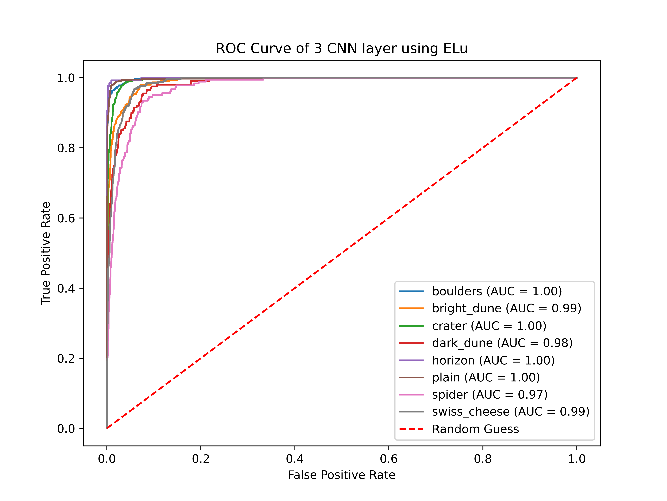 ROC Curve of 3 CNN layer using ELu
True Positive Rate
1.0
0.8
0.6
0.4
0.2
0.0
boulders (AUC = 1.00)
bright_dune (AUC = 0.99)
crater (AUC = 1.00)
dark_dune (AUC = 0.98)
horizon (AUC = 1.00)
plain (AUC = 1.00)
spider (AUC = 0.97)
swiss_cheese (AUC = 0.99)
Random Guess
0.0 0.2 0.4 0.6 0.8 1.0
False Positive Rate